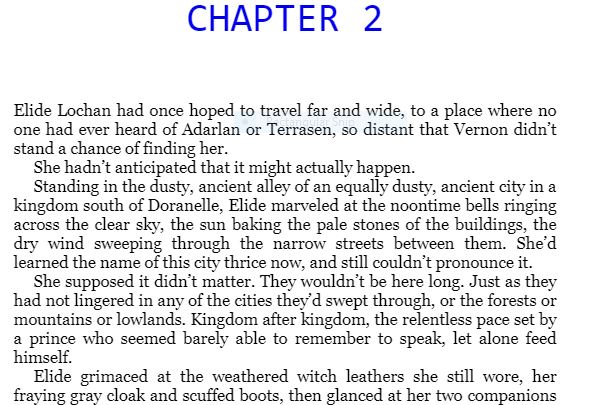 CHAPTER 2
Elide Lochan had once hoped to travel far and wide, to a place where no
one had ever heard of Adarlan or Terrasen, so distant that Vernon didn’t
stand a chance of finding her.
She hadn’t anticipated that it might actually happen.
Standing in the dusty, ancient alley of an equally dusty, ancient city in a
kingdom south of Doranelle, Elide marveled at the noontime bells ringing
across the clear sky, the sun baking the pale stones of the buildings, the
dry wind sweeping through the narrow streets between them. She’d
learned the name of this city thrice now, and still couldn’t pronounce it.
She supposed it didn’t matter. They wouldn’t be here long. Just as they
had not lingered in any of the cities they’d swept through, or the forests or
mountains or lowlands. Kingdom after kingdom, the relentless pace set by
a prince who seemed barely able to remember to speak, let alone feed
himself.
Elide grimaced at the weathered witch leathers she still wore, her
fraying gray cloak and scuffed boots, then glanced at her two companions